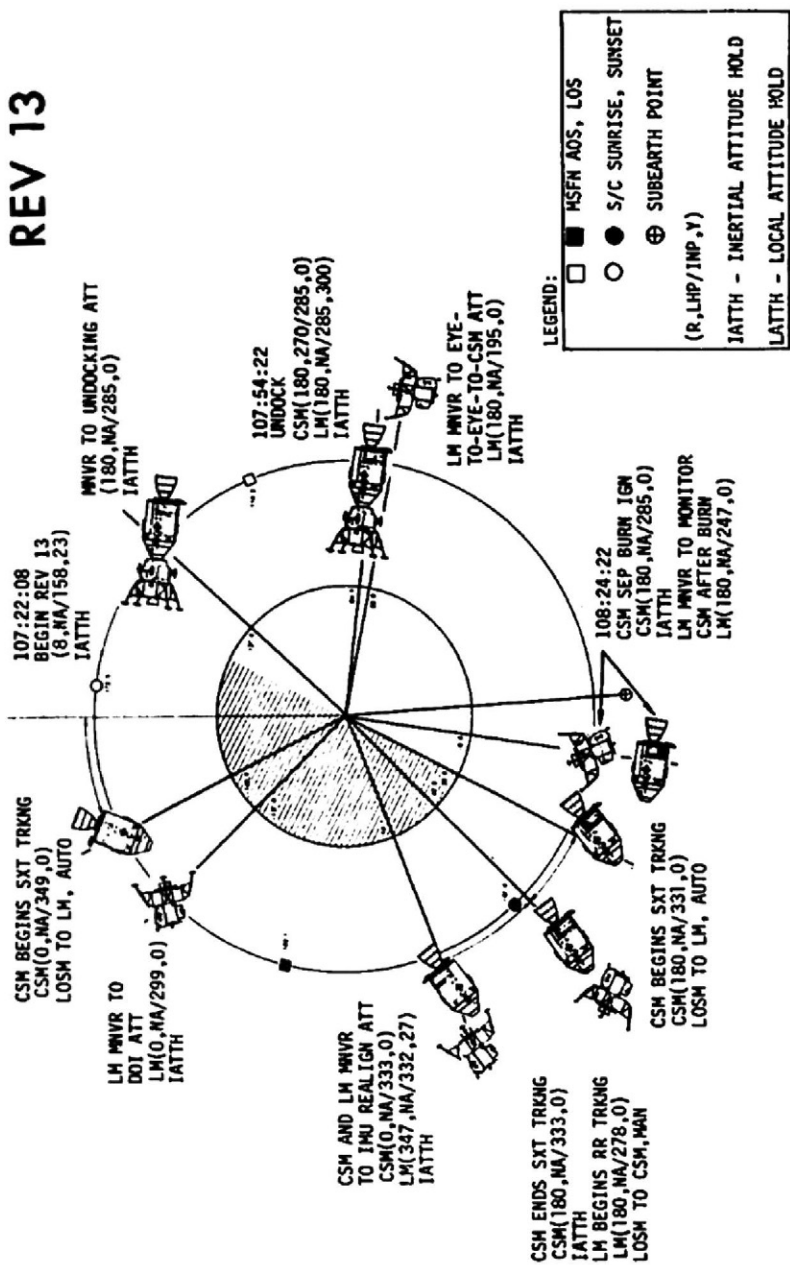 REV 13
107:22:08
BEGIN REV 13
(8,NA/158,23)
IATTH
MNVR TO UNDOCKING ATT
(180,NA/285,0)
IATTH
107:54:22
UNDOCK
CSM(180,270/285,0)
LM(180,NA/285,300)
IATTH
LM MNVR TO EYE-
TO-EYE-TO-CSM ATT
LM(180,NA/195,0)
IATTH
108:24:22
CSM SEP BURN IGN
CSM(180,NA/285,0)
IATTH
LM MNVR TO MONITOR
CSM AFTER BURN
LM(180,NA/247,0)
CSM BEGINS SXT TRKNG
CSM(180,NA/331,0)
LOSM TO LM, AUTO
CSM ENDS SXT TRKNG
CSM(180,NA/333,0)
IATTH
LM BEGINS RR TRKNG
LM(180,NA/278,0)
LOSM TO CSM,MAN
CSM AND LM MNVR
TO IMU REALIGN ATT
CSM(0,NA/333,0)
LM(347,NA/332,27)
IATTH
LM MNVR TO
DOI ATT
LM(0,NA/299,0)
IATTH
CSM BEGINS SXT TRKNG
CSM(0,NA/349,0)
LOSM TO LM, AUTO
LEGEND:
MSFN AOS, LOS
S/C SUNRISE, SUNSET
SUBEARTH POINT
(R,LHP/INP,Y)
IATTH - INERTIAL ATTITUDE HOLD
LATTH - LOCAL ATTITUDE HOLD